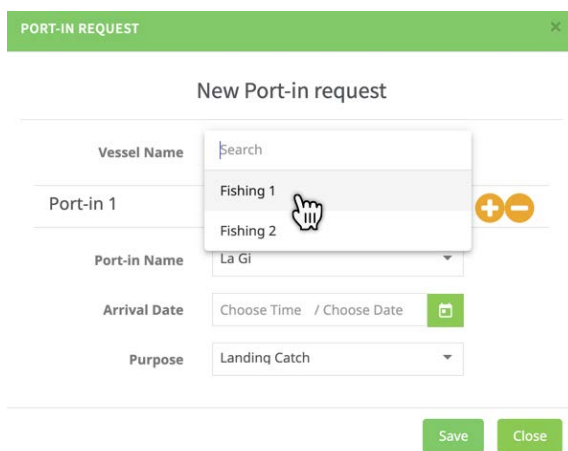 PORT-IN REQUEST ×
New Port-in request
Vessel Name Search
Fishing 1
Port-in 1
Fishing 2
Port-in Name La Gi
Arrival Date Choose Time / Choose Date
Purpose Landing Catch
Save Close